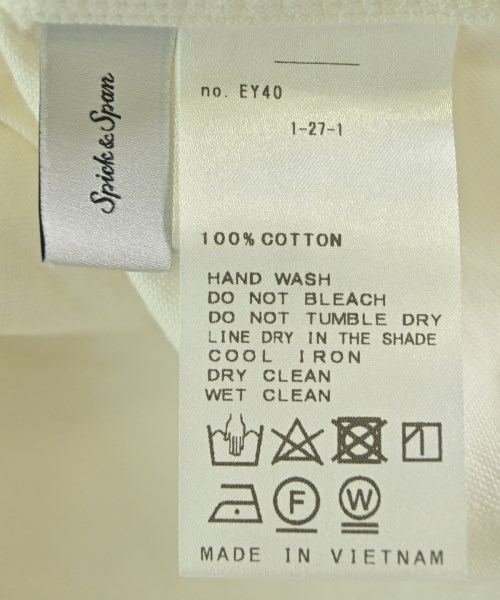 Spick & Span
no. EY40
1-27-1
100% COTTON
HAND WASH
DO NOT BLEACH
DO NOT TUMBLE DRY
LINE DRY IN THE SHADE
COOL IRON
DRY CLEAN
WET CLEAN
F W
MADE IN VIETNAM